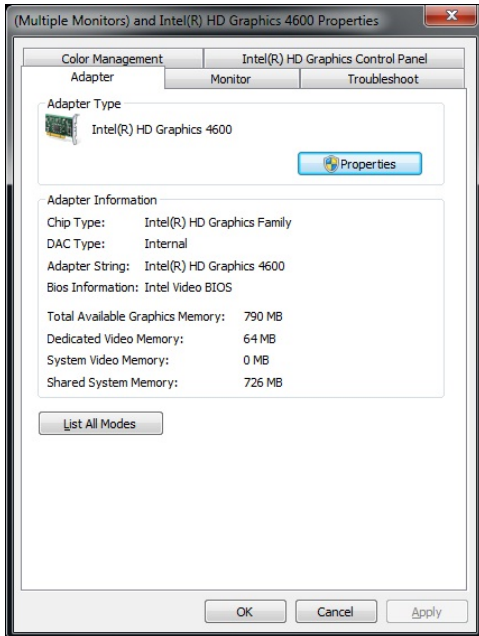 (Multiple Monitors) and Intel(R) HD Graphics 4600 Properties
x
Color Management Intel(R) HD Graphics Control Panel
Adapter Monitor Troubleshoot
Adapter Type
Intel(R) HD Graphics 4600
Properties
Adapter Information
Chip Type: Intel(R) HD Graphics Family
DAC Type: Internal
Adapter String: Intel(R) HD Graphics 4600
Bios Information: Intel Video BIOS
Total Available Graphics Memory: 790 MB
Dedicated Video Memory: 64 MB
System Video Memory: 0 MB
Shared System Memory: 726 MB
List All Modes
OK Cancel Apply